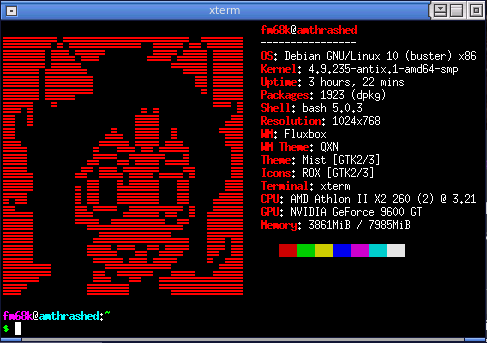 xterm
fm68k@amthrashed
----------------
OS: Debian GNU/Linux 10 (buster) x86
Kernel: 4.9.235-antix.1-amd64-smp
Uptime: 3 hours, 22 mins
Packages: 1923 (dpkg)
Shell: bash 5.0.3
Resolution: 1024x768
WM: Fluxbox
WM Theme: QXN
Theme: Mist [GTK2/3]
Icons: ROX [GTK2/3]
Terminal: xterm
CPU: AMD Athlon II X2 260 (2) @ 3.21
GPU: NVIDIA GeForce 9600 GT
Memory: 3861MiB / 7985MiB
fm68k@amthrashed:~
$